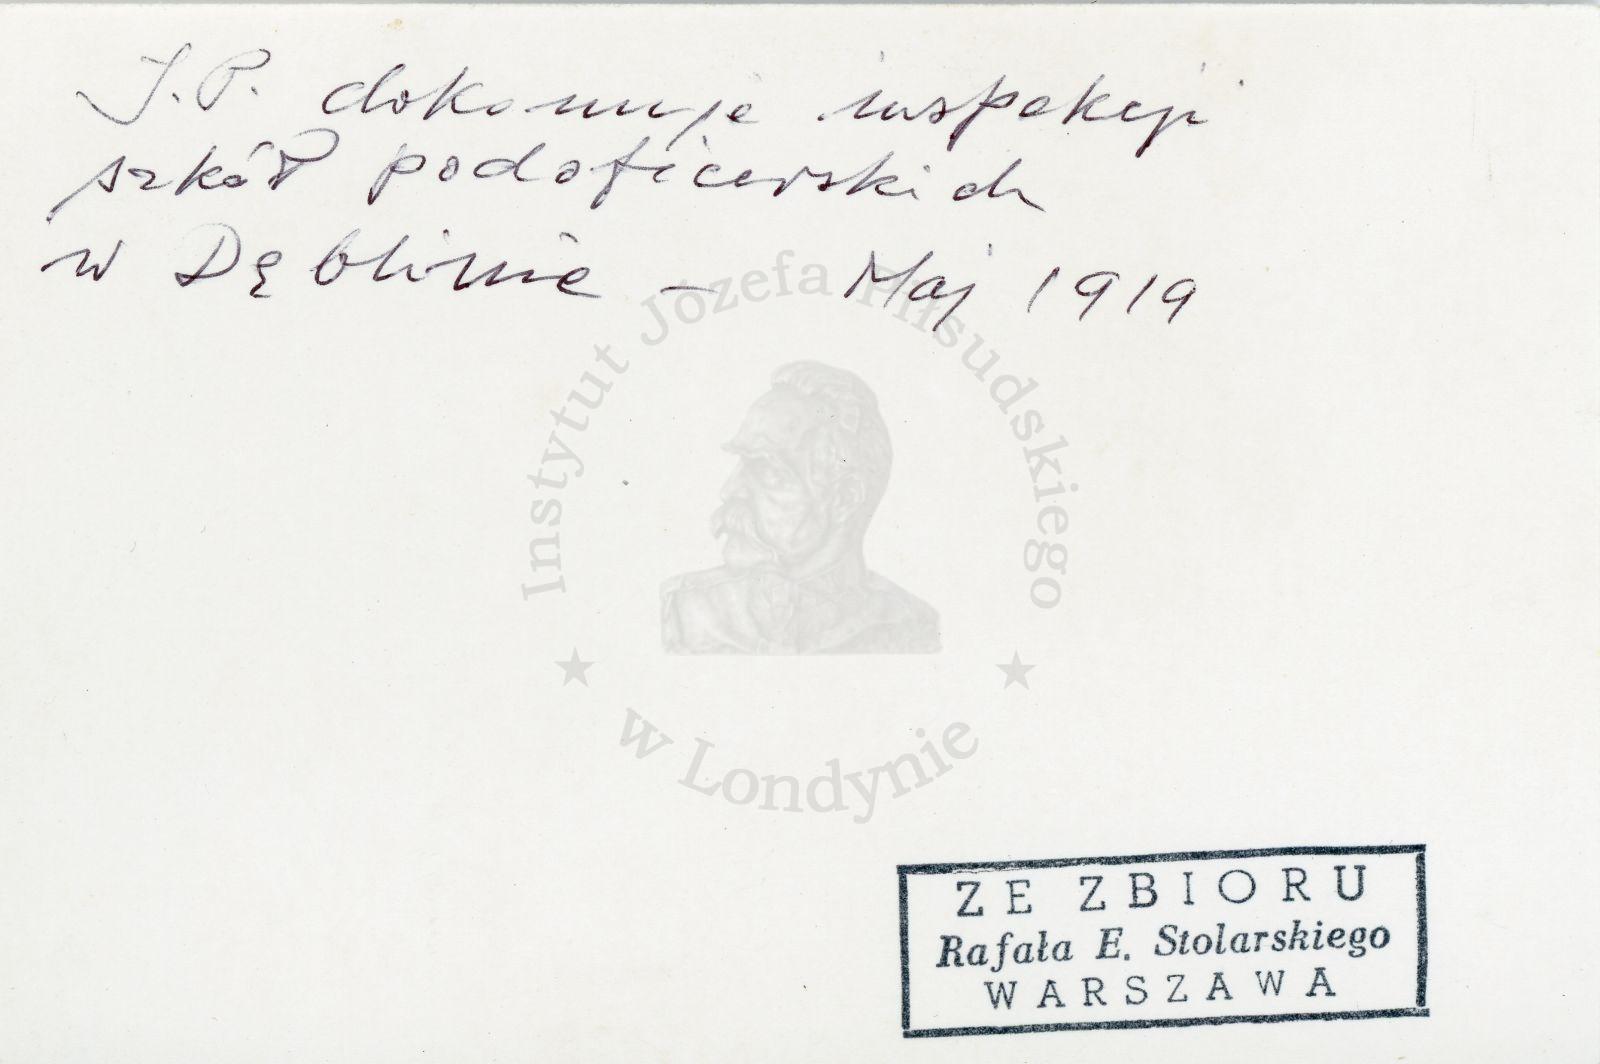 J.P. dokonuje inspekcji
szkół podoficerskich
w Dęblinie – Maj 1919
Instytut Józefa Piłsudskiego
w Londynie
ZE ZBIORU
Rafała E. Stolarskiego
WARSZAWA